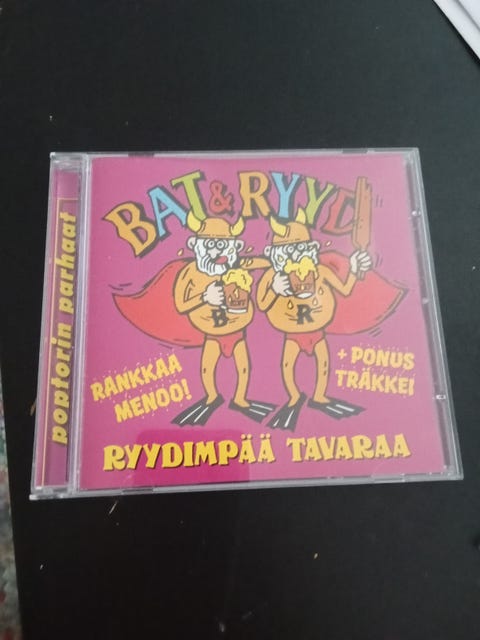 poptorin parhaat
BAT & RYYD
B
R
RANKKAA
MENOO!
+ PONUS
TRÄKKEI
RYYDIMPÄÄ TAVARAA